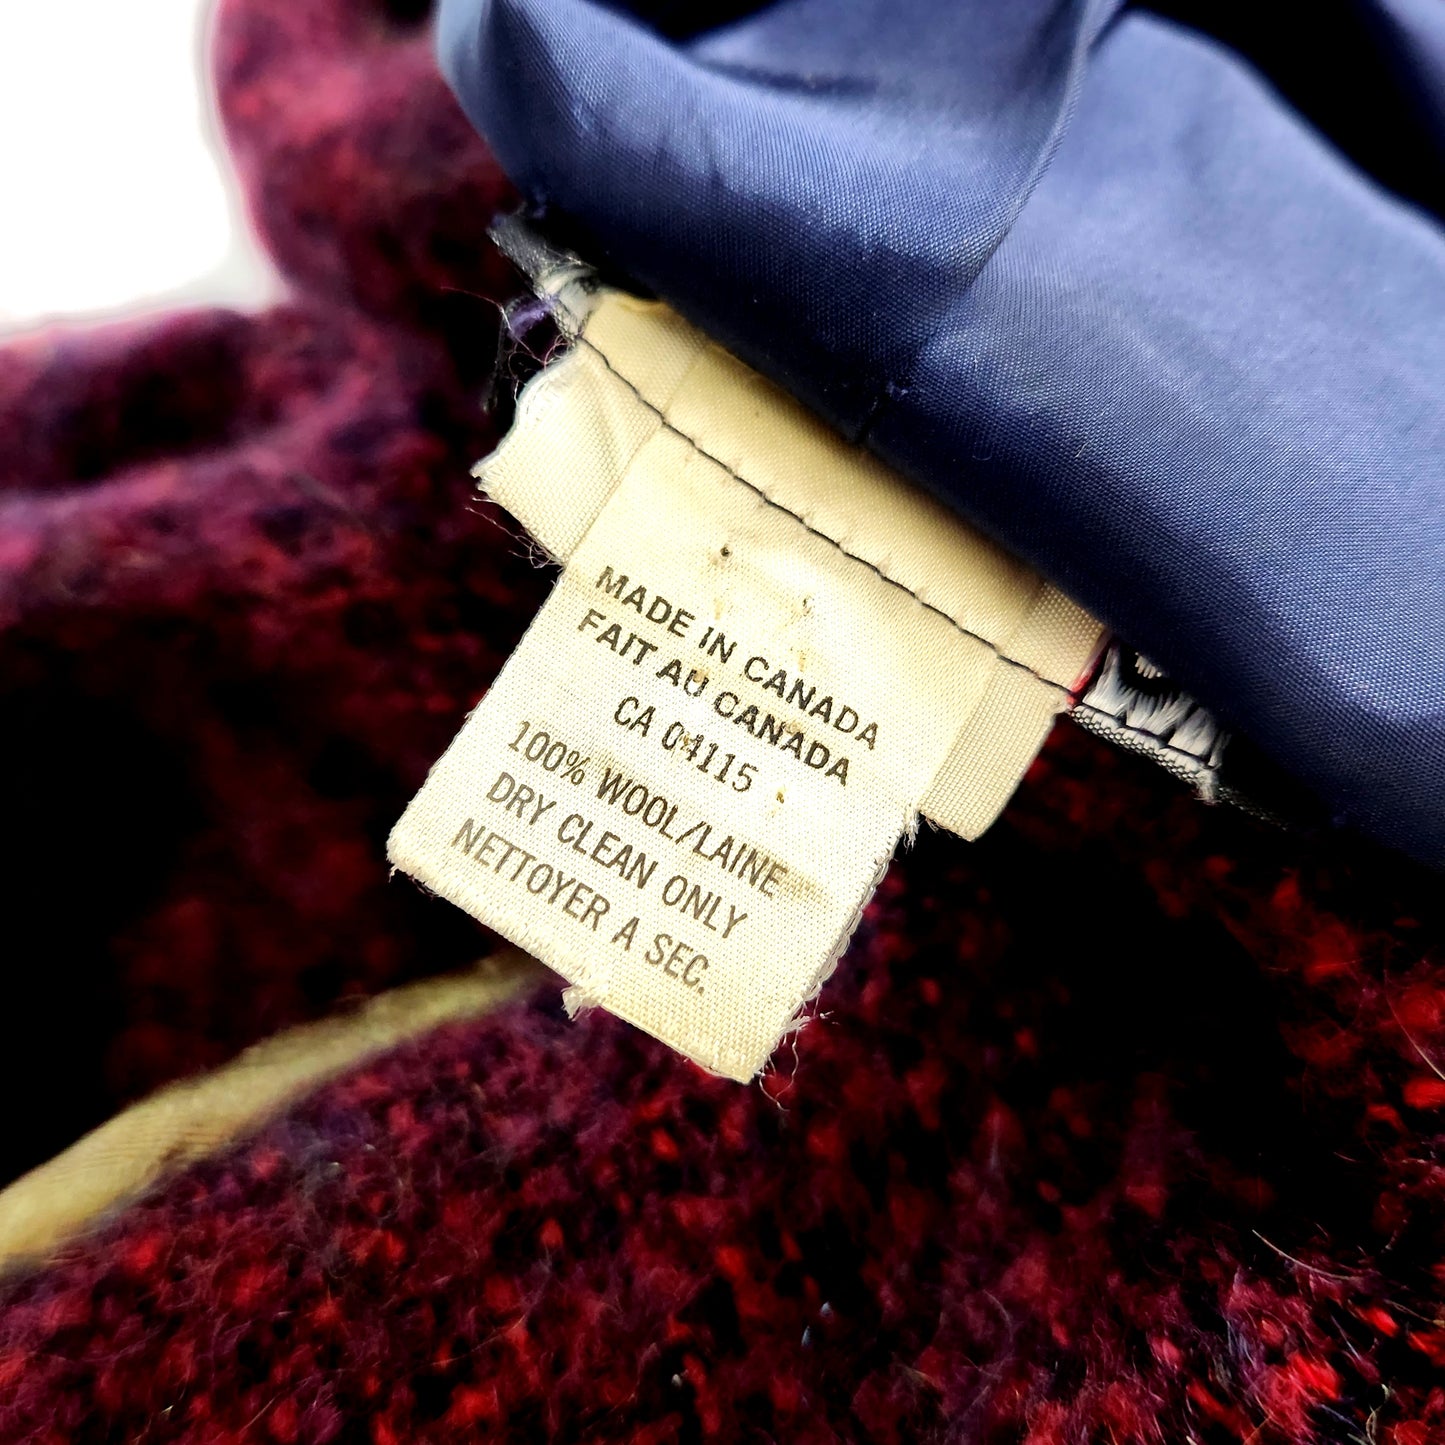 MADE IN CANADA
FAIT AU CANADA
CA 04115
100% WOOL/LAINE
DRY CLEAN ONLY
NETTOYER A SEC.